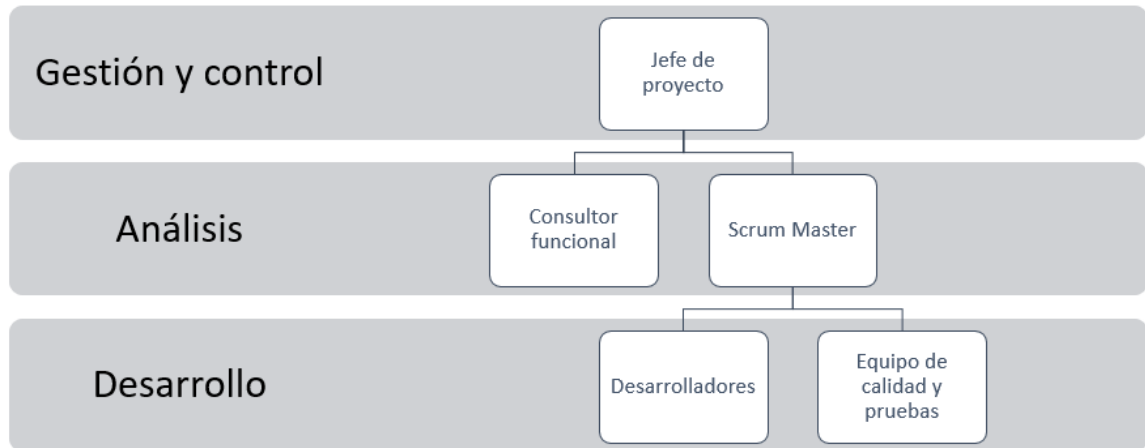 Gestión y control
Jefe de
proyecto
Análisis
Consultor
funcional
Scrum Master
Desarrollo
Desarrolladores
Equipo de
calidad y
pruebas